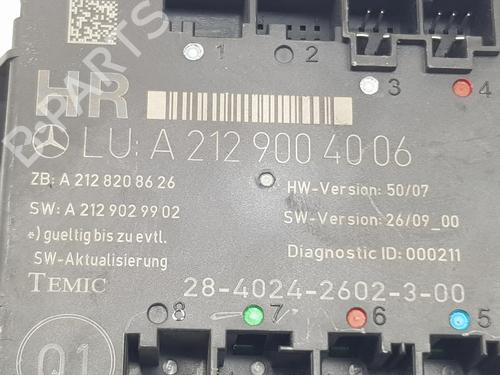 B-PARTS
1
2
3
4
HR
LU: A 212 900 40 06
ZB: A 212 820 86 26
HW-Version: 50/07
SW: A 212 902 99 02
SW-Version: 26/09_00
*) gueltig bis zu evtl.
Diagnostic ID: 000211
SW-Aktualisierung
TEMIC
28-4024-2602-3-00
8
7
6
5
Q1